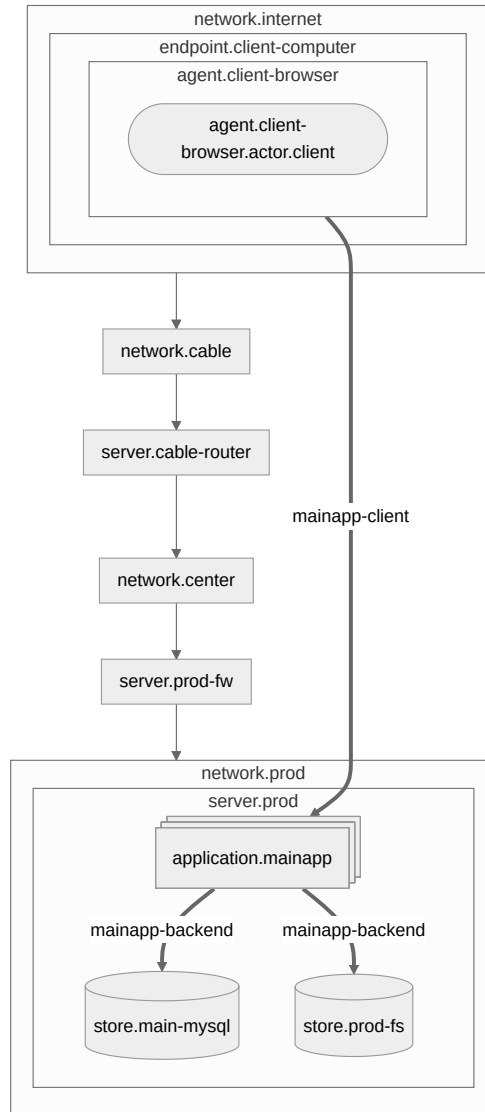 network.internet
endpoint.client-computer
agent.client-browser
agent.client-
browser.actor.client
network.cable
server.cable-router
mainapp-client
network.center
server.prod-fw
network.prod
server.prod
application.mainapp
mainapp-backend
mainapp-backend
store.main-mysql
store.prod-fs